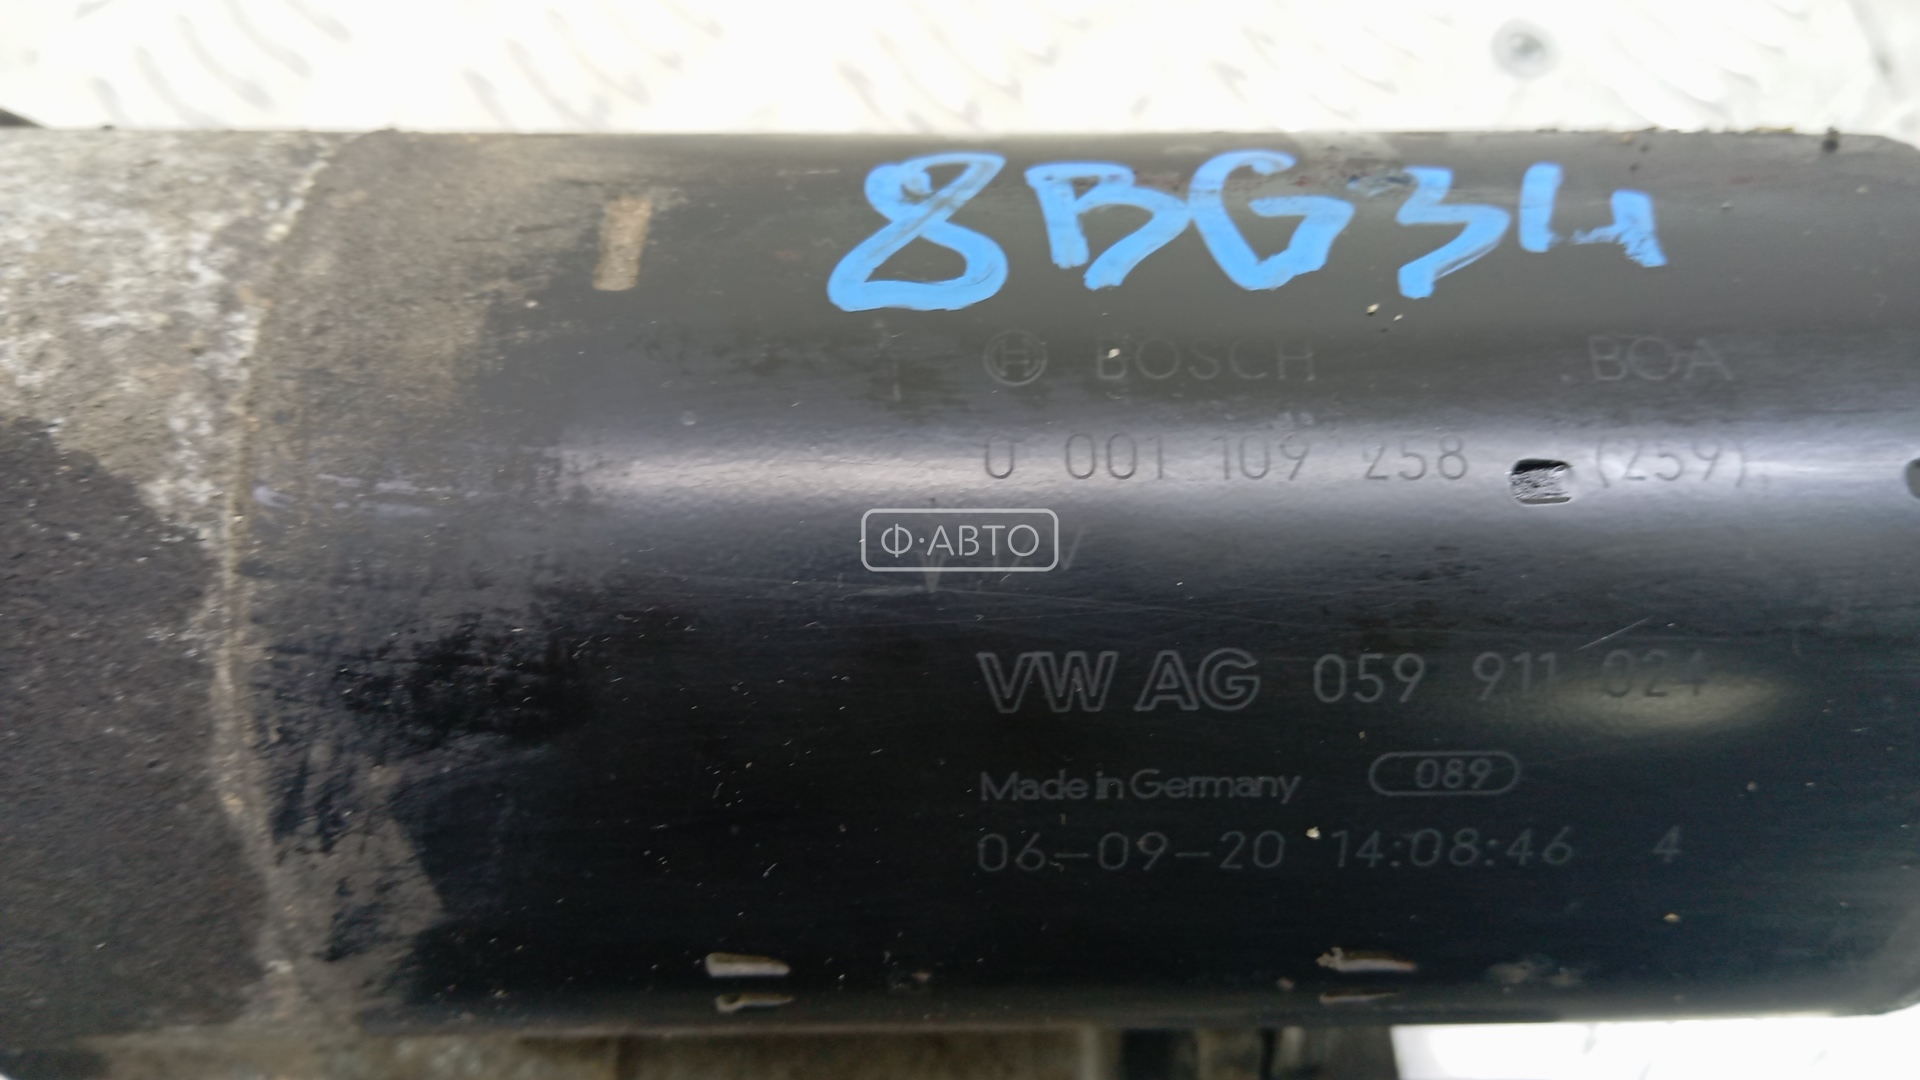 8BG34
BOSCH BOA
0 001 109 258 (259)
Ф·АВТО
VW AG 059 911 024
Made in Germany 089
06-09-20 14:08:46 4